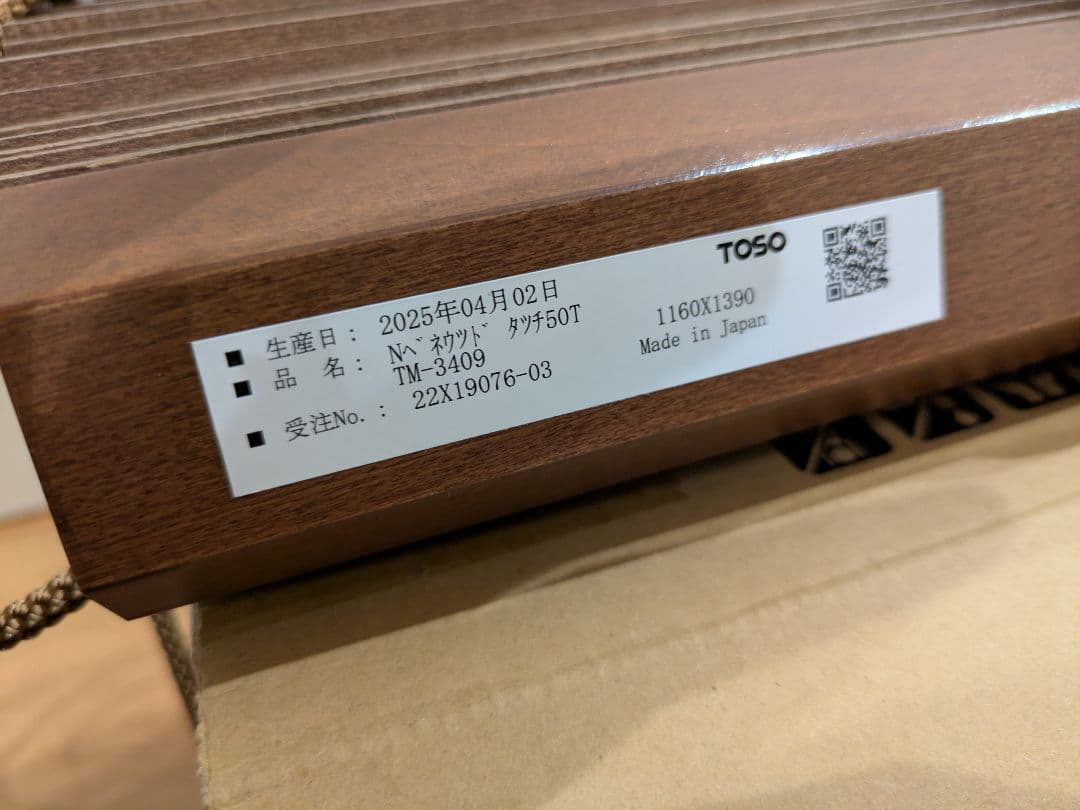 TOSO
■ 生産日： 2025年04月02日
■ 品　名： Nﾍﾞﾈｳﾂﾄﾞ ﾀﾂﾁ50T 1160X1390
TM-3409 Made in Japan
■ 受注No.： 22X19076-03